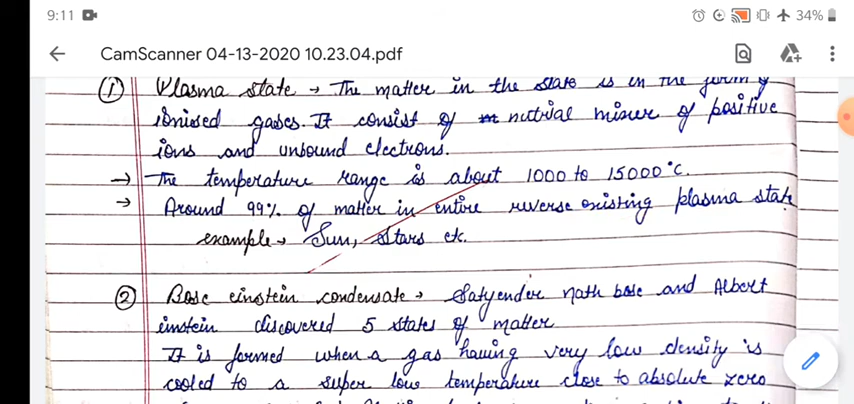 9:11
34%
CamScanner 04-13-2020 10.23.04.pdf
① Plasma state → The matter in the state is in the form of
ionised gases. It consist of nutrial mixer of positive
ions and unbound electrons.
→ The temperature range is about 1000 to 15000°C.
→ Around 99% of matter in entire reverse existing plasma state
example → Sun, Stars etc.
② Bose einstein condensate → Satyender nath bose and Albert
einstein discovered 5 states of matter
It is formed when a gas having very low density is
cooled to a super low temperature close to absolute zero